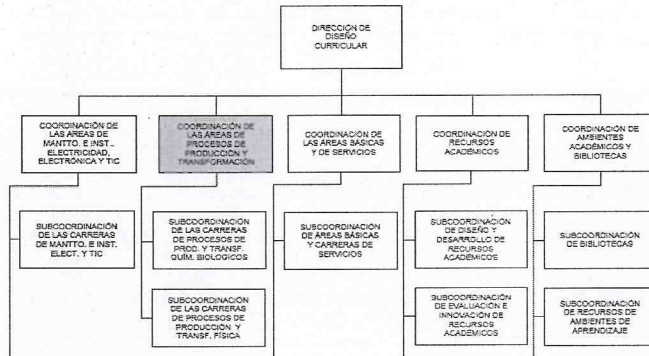 DIRECCIÓN DE
DISEÑO
CURRICULAR
COORDINACIÓN DE
LAS AREAS DE
MANTTO. E INST.,
ELECTRICIDAD,
ELECTRÓNICA Y TIC
COORDINACIÓN DE
LAS ÁREAS DE
PROCESOS DE
PRODUCCIÓN Y
TRANSFORMACIÓN
COORDINACIÓN DE
LAS ÁREAS BÁSICAS
Y DE SERVICIOS
COORDINACIÓN DE
RECURSOS
ACADÉMICOS
COORDINACIÓN DE
AMBIENTES
ACADÉMICOS Y
BIBLIOTECAS
SUBCOORDINACIÓN
DE LAS CARRERAS
DE MANTTO. E INST.
ELECT. Y TIC
SUBCOORDINACIÓN
DE LAS CARRERAS
DE PROCESOS DE
PROD. Y TRANSF.
QUÍM. BIOLOGICOS
SUBCOORDINACIÓN
DE ÁREAS BÁSICAS
Y CARRERAS DE
SERVICIOS
SUBCOORDINACIÓN
DE DISEÑO Y
DESARROLLO DE
RECURSOS
ACADÉMICOS
SUBCOORDINACIÓN
DE BIBLIOTECAS
SUBCOORDINACIÓN
DE LAS CARRERAS
DE PROCESOS DE
PRODUCCIÓN Y
TRANSF. FÍSICA
SUBCOORDINACIÓN
DE EVALUACIÓN E
INNOVACIÓN DE
RECURSOS
ACADÉMICOS
SUBCOORDINACIÓN
DE RECURSOS DE
AMBIENTES DE
APRENDIZAJE